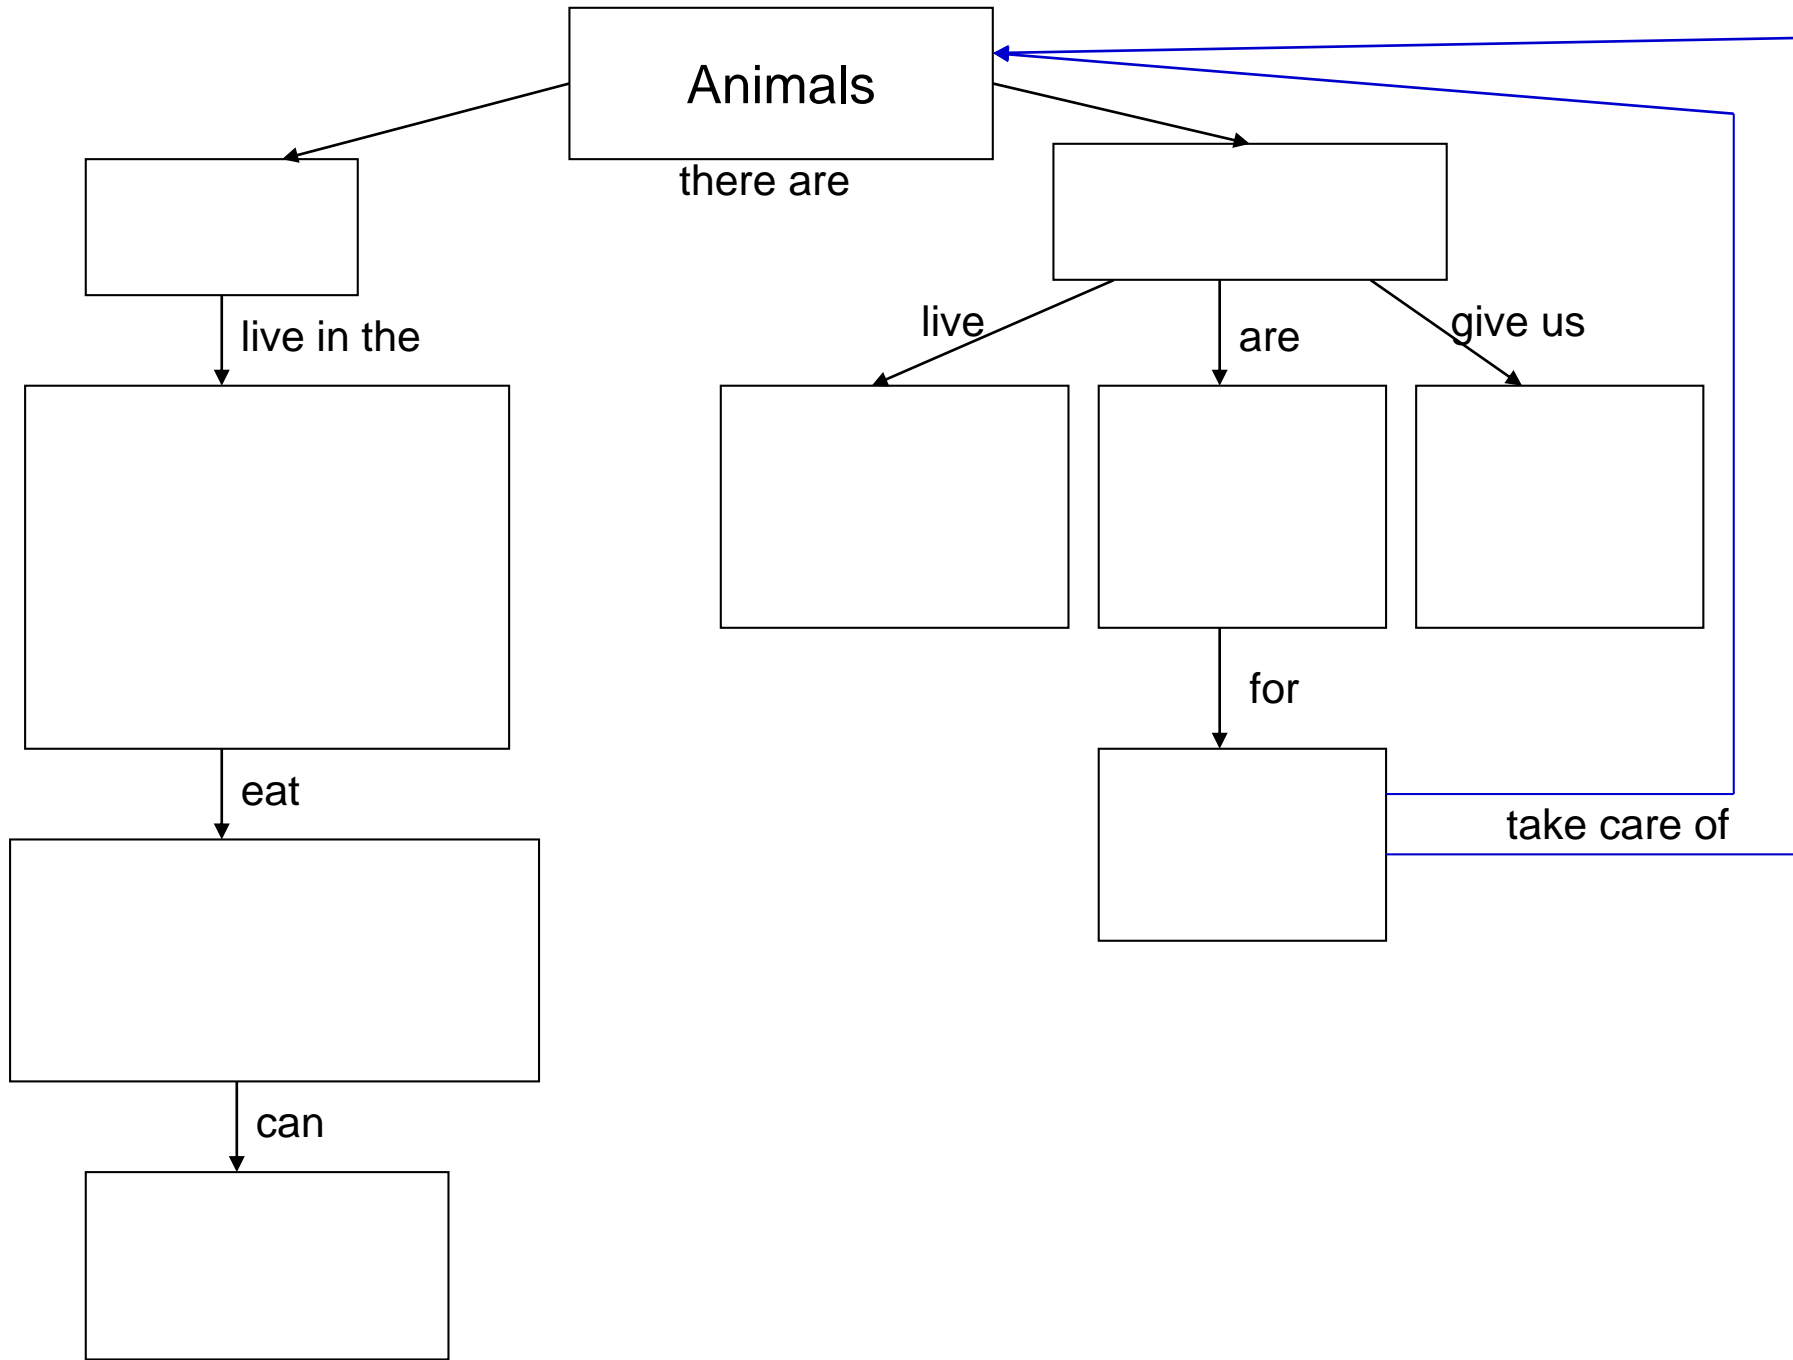 Animals
there are
live
give us
live in the
are
for
eat
take care of
can